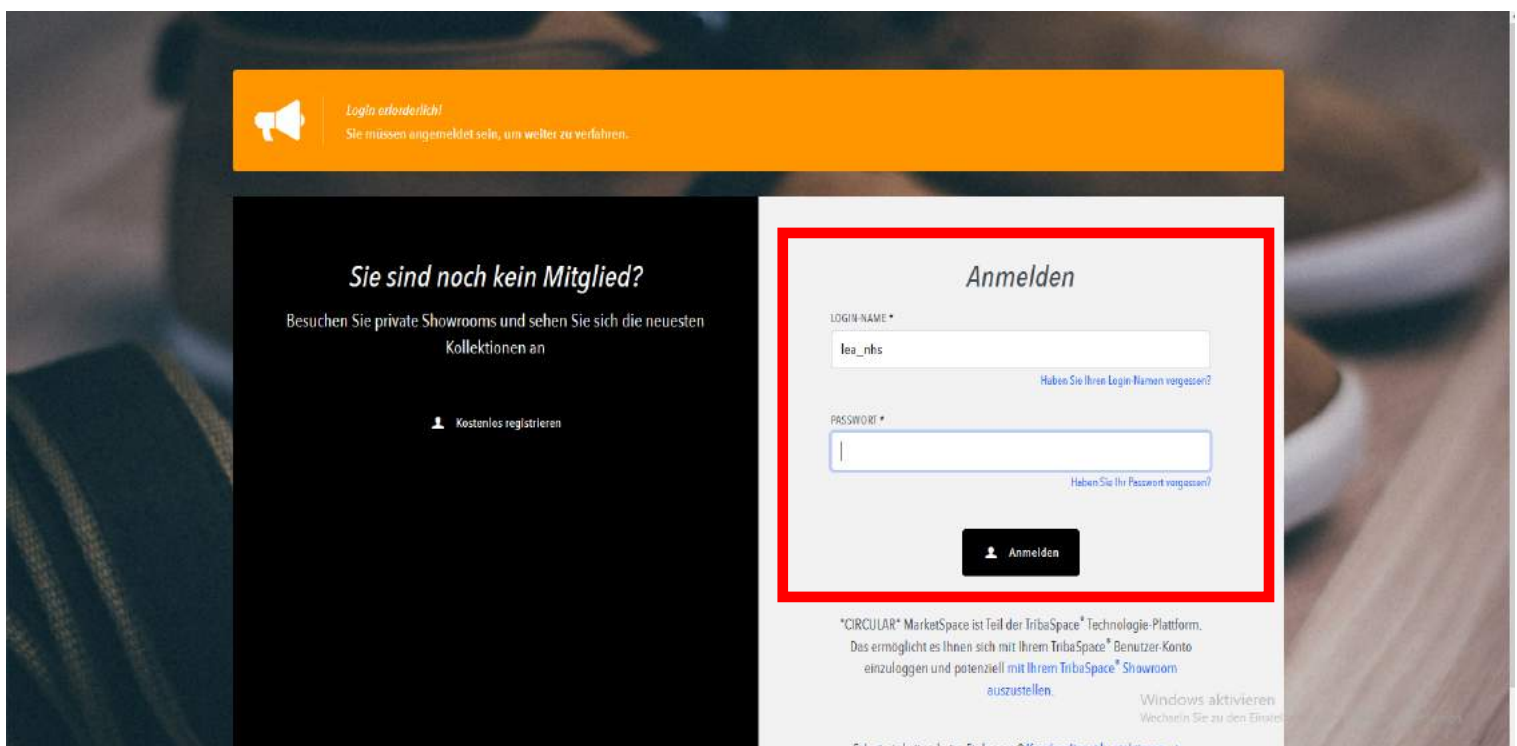 Login erforderlich!
Sie müssen angemeldet sein, um weiter zu verfahren.
Sie sind noch kein Mitglied?
Besuchen Sie private Showrooms und sehen Sie sich die neuesten
Kollektionen an
Kostenlos registrieren
Anmelden
LOGIN-NAME *
lea_nhs
Haben Sie Ihren Login-Namen vergessen?
PASSWORT *
Haben Sie Ihr Passwort vergessen?
Anmelden
*CIRCULAR* MarketSpace ist Teil der TribaSpace® Technologie-Plattform.
Das ermöglicht es Ihnen sich mit Ihrem TribaSpace® Benutzer-Konto
einzuloggen und potenziell mit Ihrem TribaSpace® Showroom
auszustellen.
Windows aktivieren
Wechseln Sie zu den